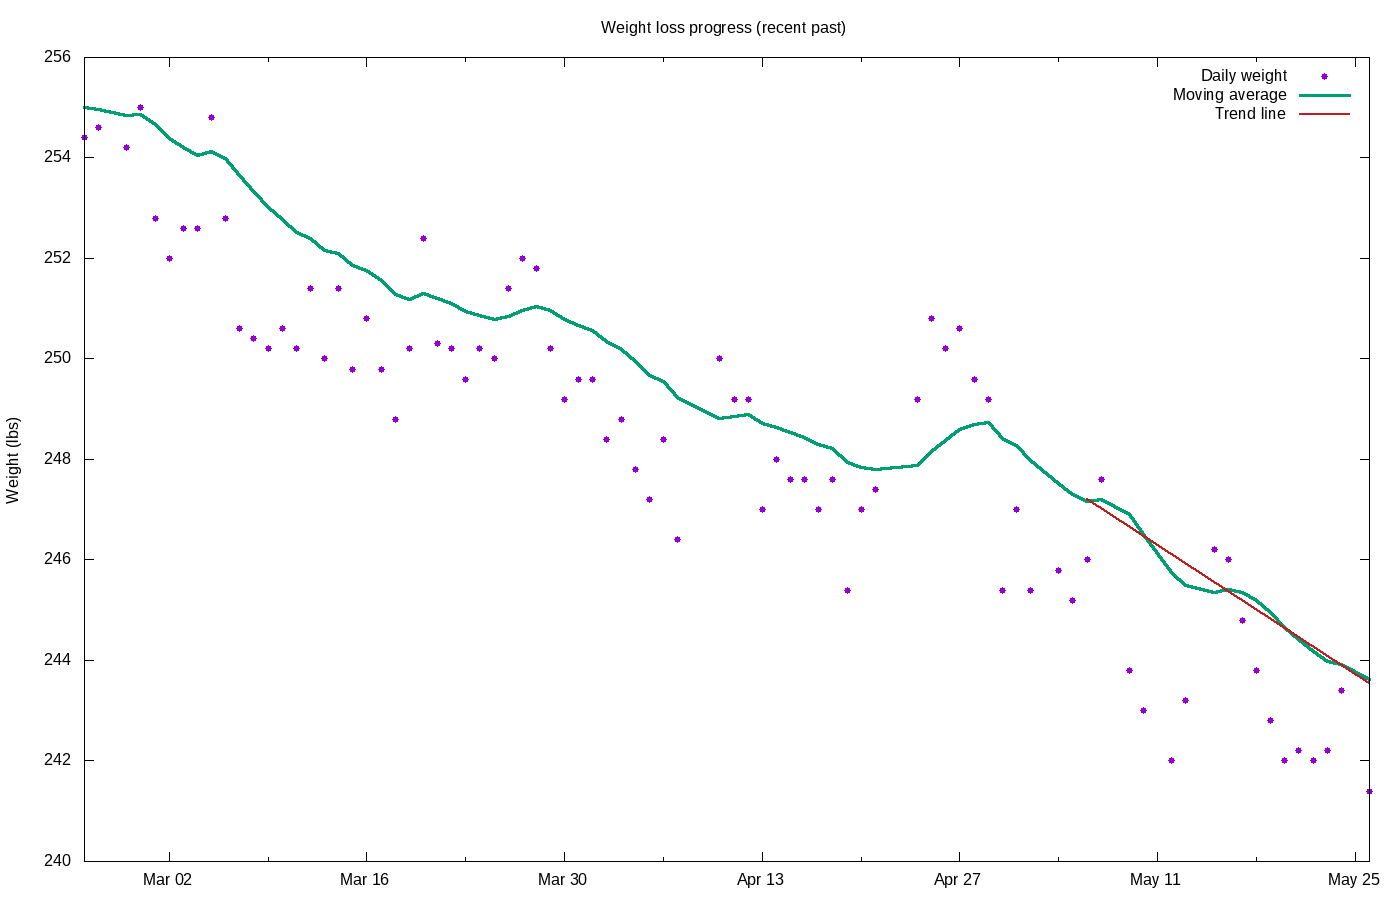 Weight loss progress (recent past)
Daily weight
Moving average
Trend line
Weight (lbs)
256
254
252
250
248
246
244
242
240
Mar 02
Mar 16
Mar 30
Apr 13
Apr 27
May 11
May 25